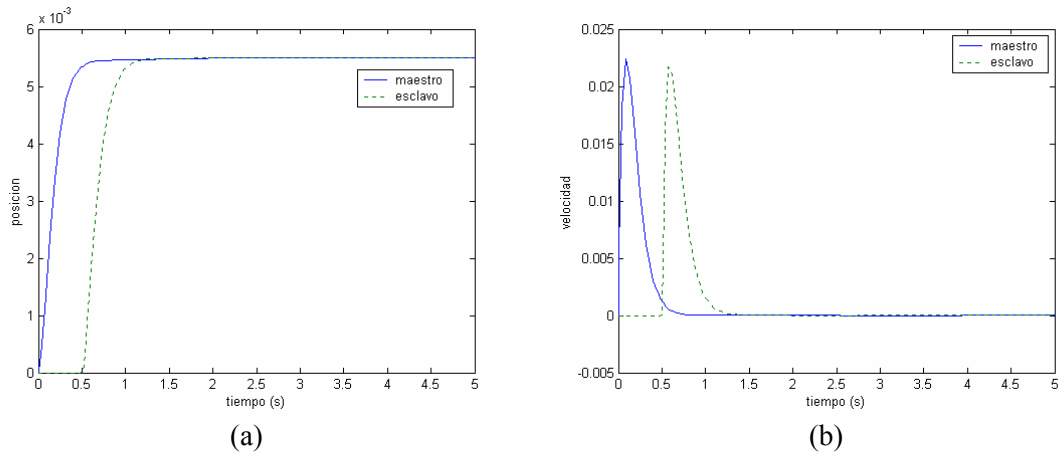 x 10⁻³
6
5
4
3
2
1
0
posicion
0 0.5 1 1.5 2 2.5 3 3.5 4 4.5 5
tiempo (s)
maestro
esclavo
(a)
0.025
0.02
0.015
0.01
0.005
0
-0.005
velocidad
0 0.5 1 1.5 2 2.5 3 3.5 4 4.5 5
tiempo (s)
maestro
esclavo
(b)